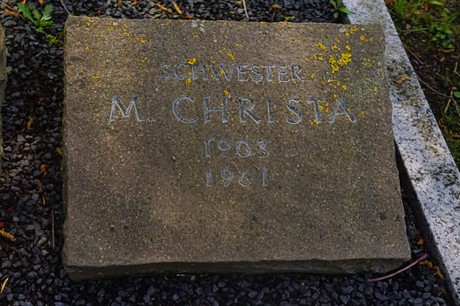 SCHWESTER
M. CHRISTA
1903
1961